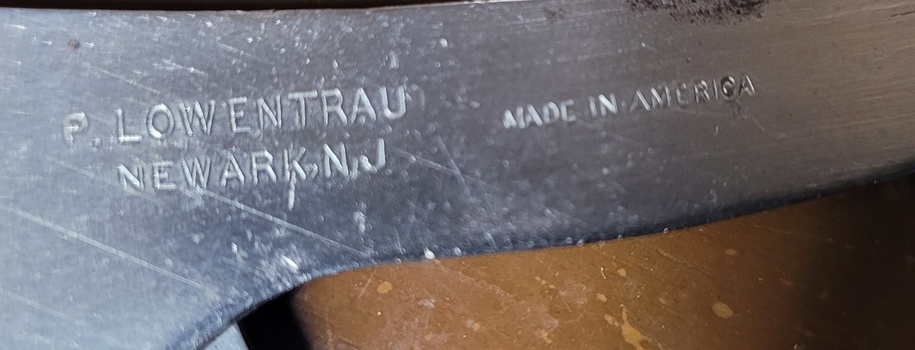 P. LOWENTRAU
NEWARK, N.J
MADE IN AMERICA